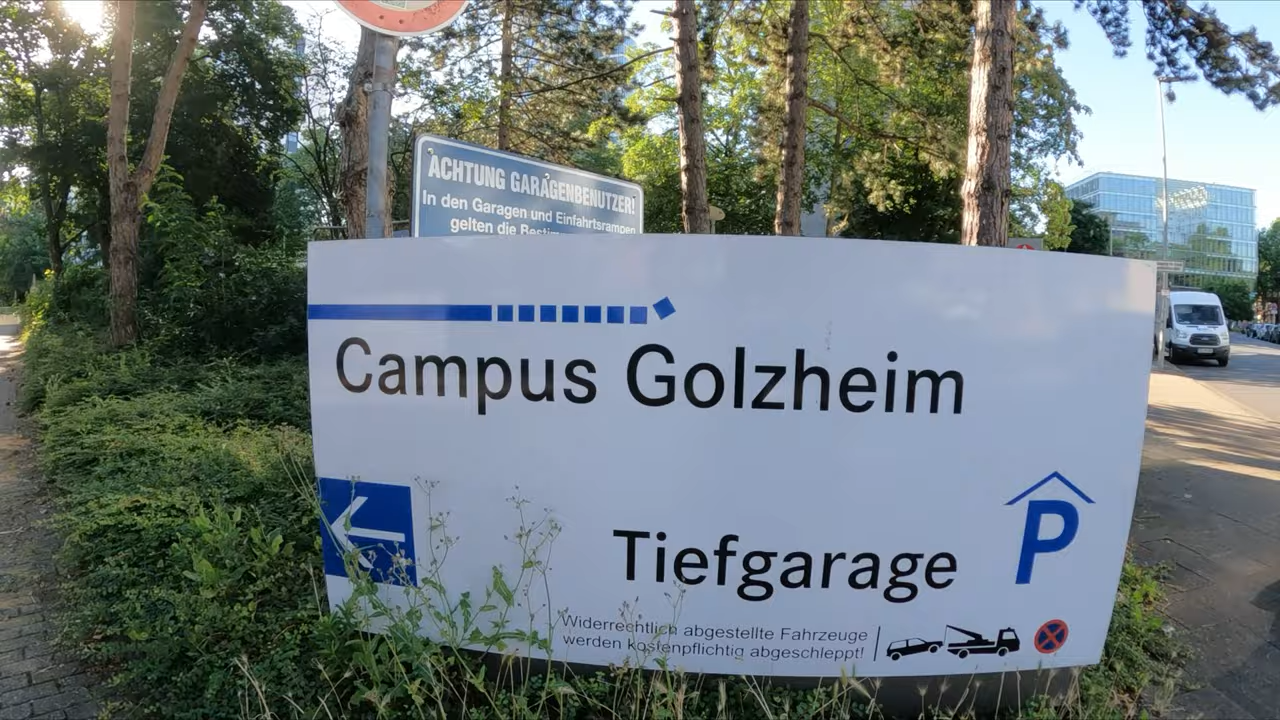 ACHTUNG GARAGENBENUTZER!
In den Garagen und Einfahrtsrampen
gelten die
Campus Golzheim
Tiefgarage
P
Widerrechtlich abgestellte Fahrzeuge
werden kostenpflichtig abgeschleppt!